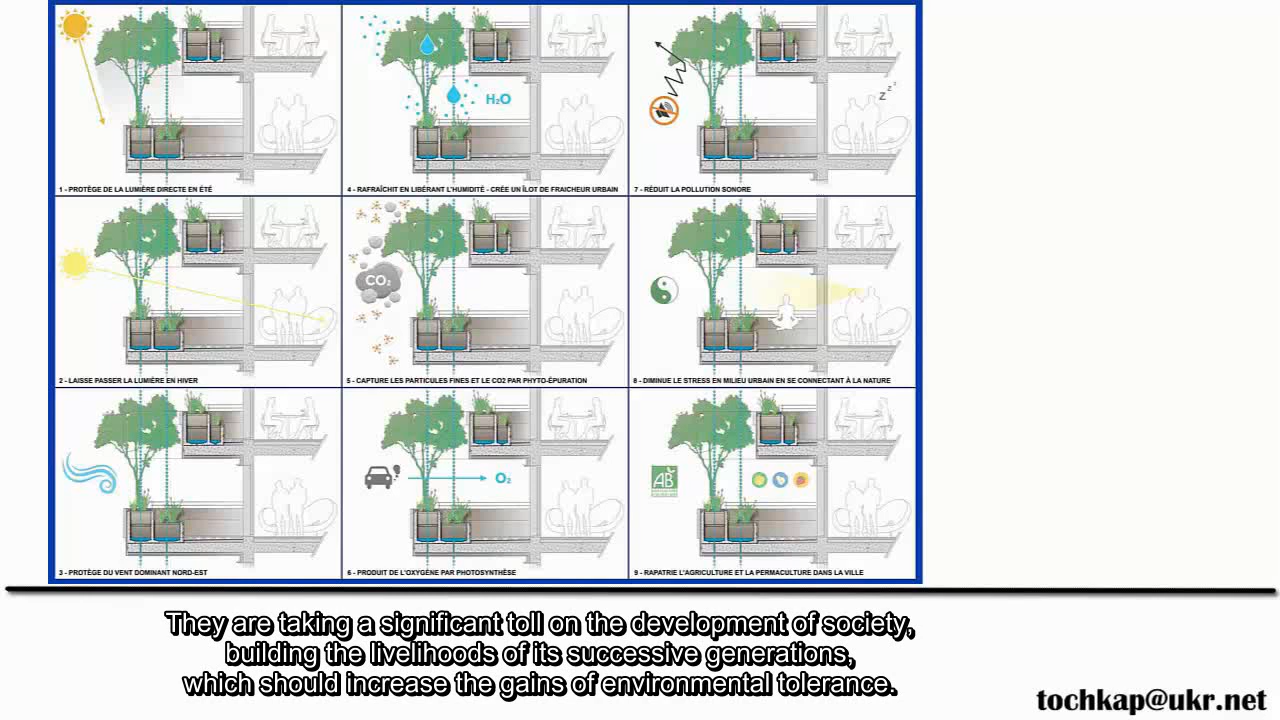 H₂O
z z z
1 - PROTÈGE DE LA LUMIÈRE DIRECTE EN ÉTÉ
4 - RAFRAÎCHIT EN LIBÉRANT L'HUMIDITÉ - CRÉE UN ÎLOT DE FRAICHEUR URBAIN
7 - RÉDUIT LA POLLUTION SONORE
CO₂
2 - LAISSE PASSER LA LUMIÈRE EN HIVER
5 - CAPTURE LES PARTICULES FINES ET LE CO2 PAR PHYTO-ÉPURATION
8 - DIMINUE LE STRESS EN MILIEU URBAIN EN SE CONNECTANT À LA NATURE
O₂
AB
3 - PROTÈGE DU VENT DOMINANT NORD-EST
6 - PRODUIT DE L'OXYGÈNE PAR PHOTOSYNTHÈSE
9 - RAPATRIE L'AGRICULTURE ET LA PERMACULTURE DANS LA VILLE
They are taking a significant toll on the development of society,
building the livelihoods of its successive generations,
which should increase the gains of environmental tolerance.
tochkap@ukr.net